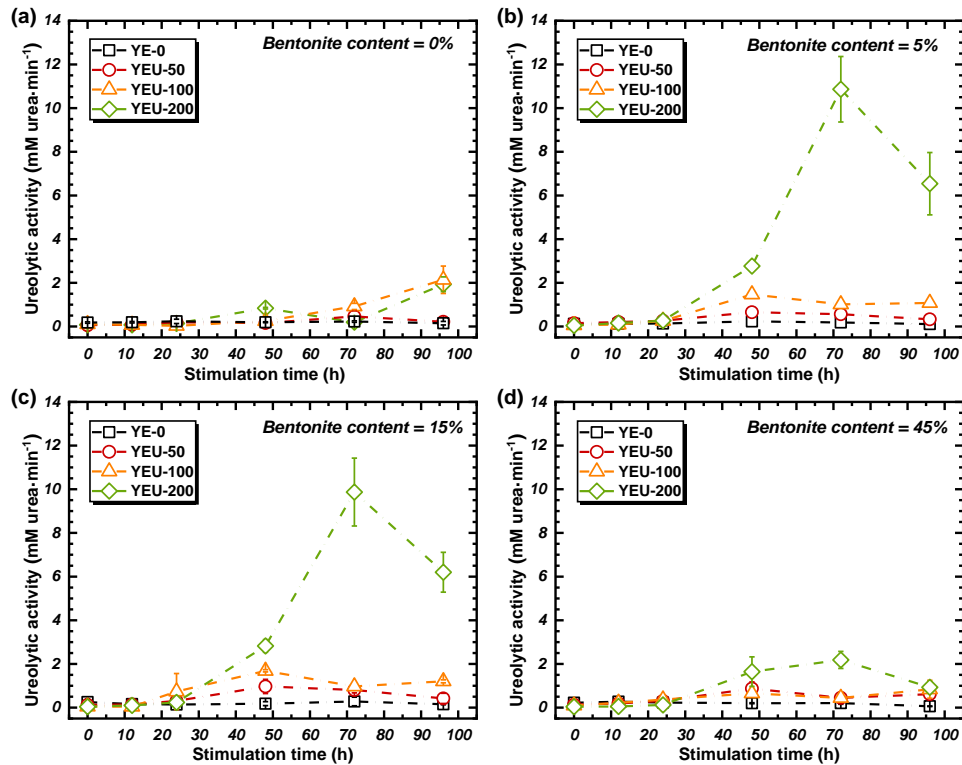 (a)
Bentonite content = 0%
YE-0
YEU-50
YEU-100
YEU-200
Ureolytic activity (mM urea·min⁻¹)
14
12
10
8
6
4
2
0
0 10 20 30 40 50 60 70 80 90 100
Stimulation time (h)
(b)
Bentonite content = 5%
YE-0
YEU-50
YEU-100
YEU-200
Ureolytic activity (mM urea·min⁻¹)
14
12
10
8
6
4
2
0
0 10 20 30 40 50 60 70 80 90 100
Stimulation time (h)
(c)
Bentonite content = 15%
YE-0
YEU-50
YEU-100
YEU-200
Ureolytic activity (mM urea·min⁻¹)
14
12
10
8
6
4
2
0
0 10 20 30 40 50 60 70 80 90 100
Stimulation time (h)
(d)
Bentonite content = 45%
YE-0
YEU-50
YEU-100
YEU-200
Ureolytic activity (mM urea·min⁻¹)
14
12
10
8
6
4
2
0
0 10 20 30 40 50 60 70 80 90 100
Stimulation time (h)